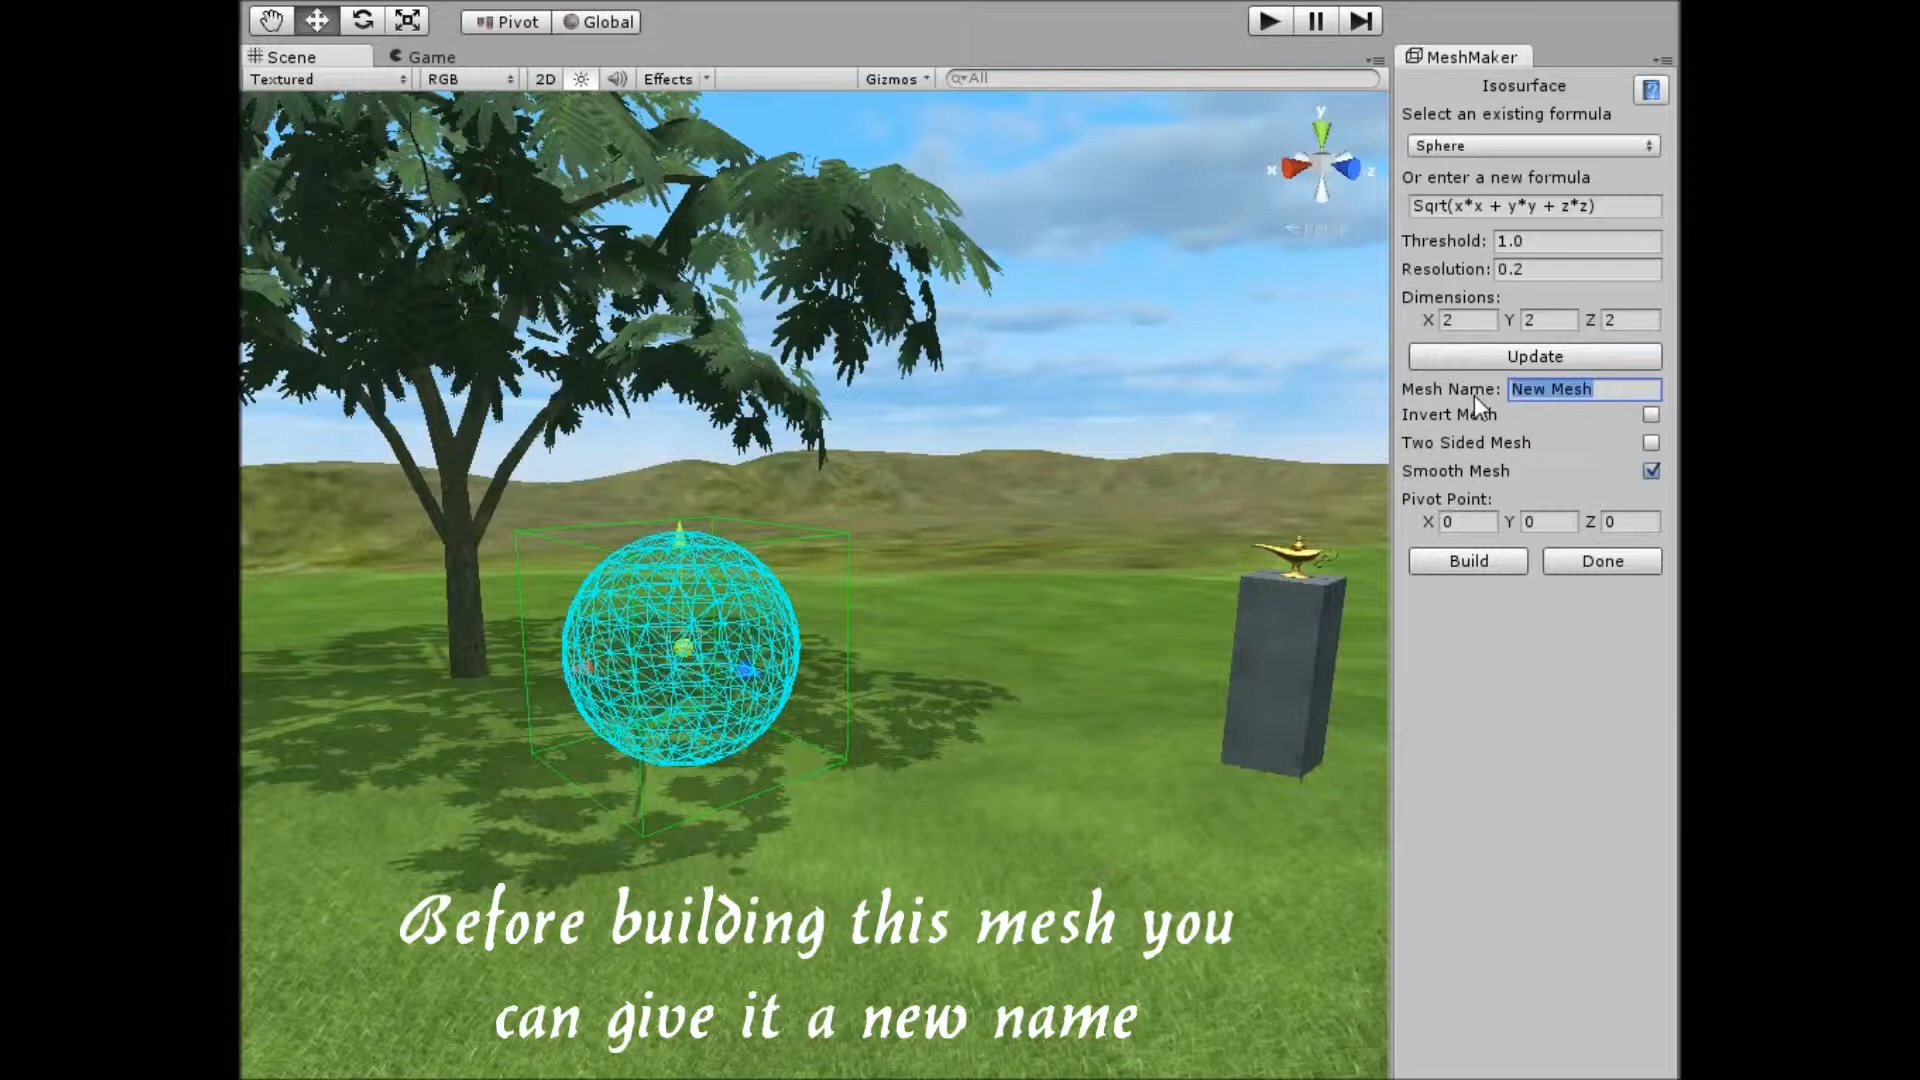 Pivot Global
Scene Game
Textured RGB 2D Effects Gizmos All
y
x z
Persp
MeshMaker
Isosurface
Select an existing formula
Sphere
Or enter a new formula
Sqrt(x*x + y*y + z*z)
Threshold: 1.0
Resolution: 0.2
Dimensions:
X 2 Y 2 Z 2
Update
Mesh Name: New Mesh
Invert Mesh
Two Sided Mesh
Smooth Mesh
Pivot Point:
X 0 Y 0 Z 0
Build Done
Before building this mesh you
can give it a new name